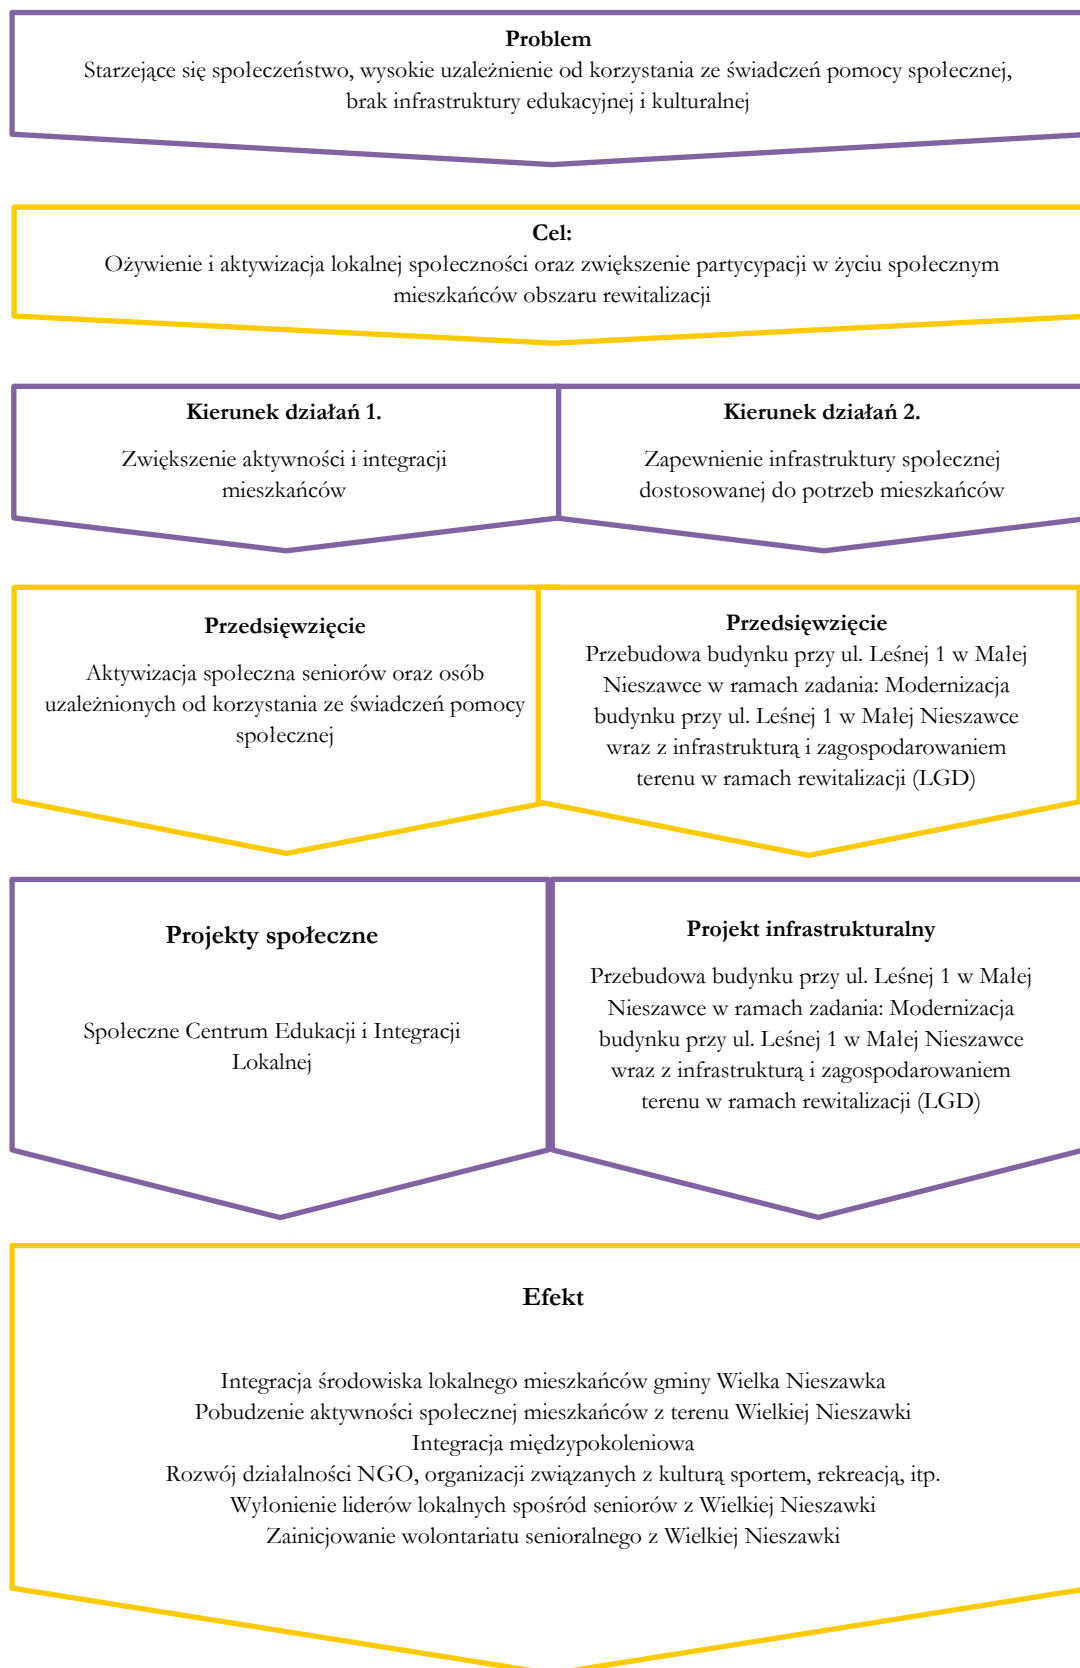 Problem
Starzejące się społeczeństwo, wysokie uzależnienie od korzystania ze świadczeń pomocy społecznej,
brak infrastruktury edukacyjnej i kulturalnej
Cel:
Ożywienie i aktywizacja lokalnej społeczności oraz zwiększenie partycypacji w życiu społecznym
mieszkańców obszaru rewitalizacji
Kierunek działań 1.
Zwiększenie aktywności i integracji
mieszkańców
Kierunek działań 2.
Zapewnienie infrastruktury społecznej
dostosowanej do potrzeb mieszkańców
Przedsięwzięcie
Aktywizacja społeczna seniorów oraz osób
uzależnionych od korzystania ze świadczeń pomocy
społecznej
Przedsięwzięcie
Przebudowa budynku przy ul. Leśnej 1 w Małej
Nieszawce w ramach zadania: Modernizacja
budynku przy ul. Leśnej 1 w Małej Nieszawce
wraz z infrastrukturą i zagospodarowaniem
terenu w ramach rewitalizacji (LGD)
Projekty społeczne
Społeczne Centrum Edukacji i Integracji
Lokalnej
Projekt infrastrukturalny
Przebudowa budynku przy ul. Leśnej 1 w Małej
Nieszawce w ramach zadania: Modernizacja
budynku przy ul. Leśnej 1 w Małej Nieszawce
wraz z infrastrukturą i zagospodarowaniem
terenu w ramach rewitalizacji (LGD)
Efekt
Integracja środowiska lokalnego mieszkańców gminy Wielka Nieszawka
Pobudzenie aktywności społecznej mieszkańców z terenu Wielkiej Nieszawki
Integracja międzypokoleniowa
Rozwój działalności NGO, organizacji związanych z kulturą sportem, rekreacją, itp.
Wyłonienie liderów lokalnych spośród seniorów z Wielkiej Nieszawki
Zainicjowanie wolontariatu senioralnego z Wielkiej Nieszawki